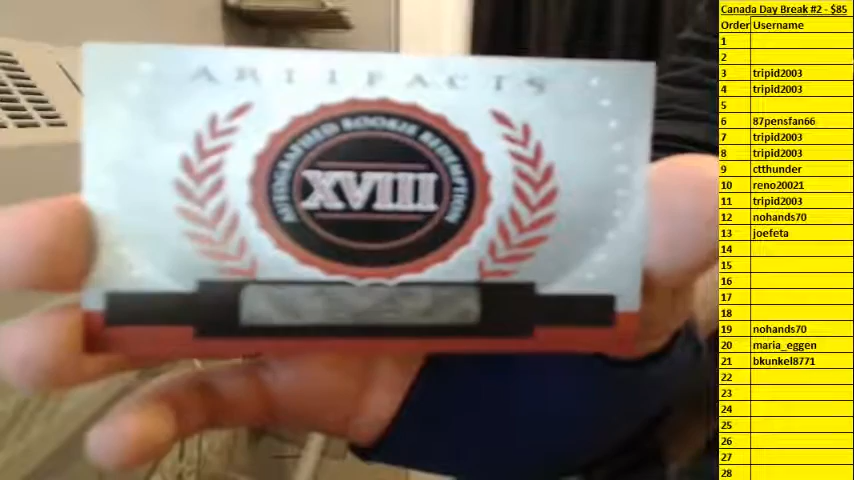 ARTIFACTS
AUTOGRAPHED ROOKIE REDEMPTION
XVIII
Canada Day Break #2 - $85
Order Username
1
2
3 tripid2003
4 tripid2003
5
6 87pensfan66
7 tripid2003
8 tripid2003
9 ctthunder
10 reno20021
11 tripid2003
12 nohands70
13 joefeta
14
15
16
17
18
19 nohands70
20 maria_eggen
21 bkunkel8771
22
23
24
25
26
27
28